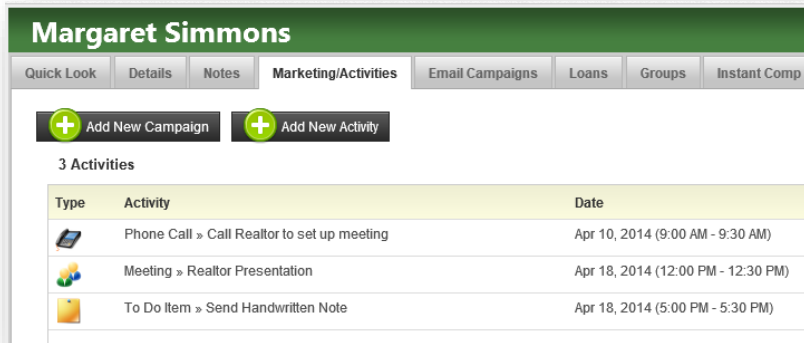 Margaret Simmons
Quick Look Details Notes Marketing/Activities Email Campaigns Loans Groups Instant Comp
Add New Campaign Add New Activity
3 Activities
Type Activity Date
Phone Call » Call Realtor to set up meeting Apr 10, 2014 (9:00 AM - 9:30 AM)
Meeting » Realtor Presentation Apr 18, 2014 (12:00 PM - 12:30 PM)
To Do Item » Send Handwritten Note Apr 18, 2014 (5:00 PM - 5:30 PM)